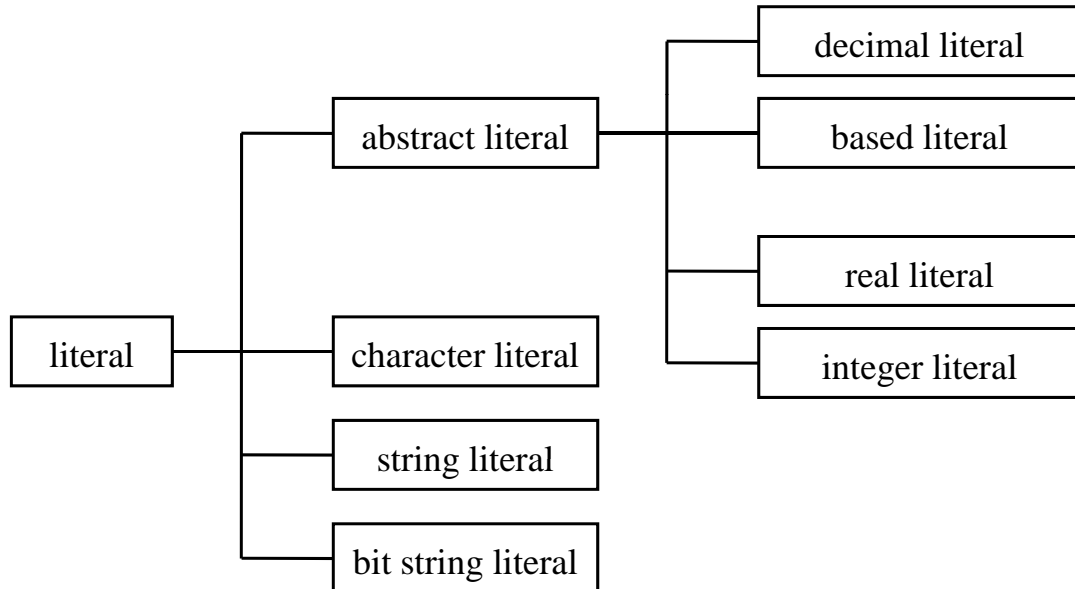 decimal literal
abstract literal
based literal
real literal
literal
character literal
integer literal
string literal
bit string literal